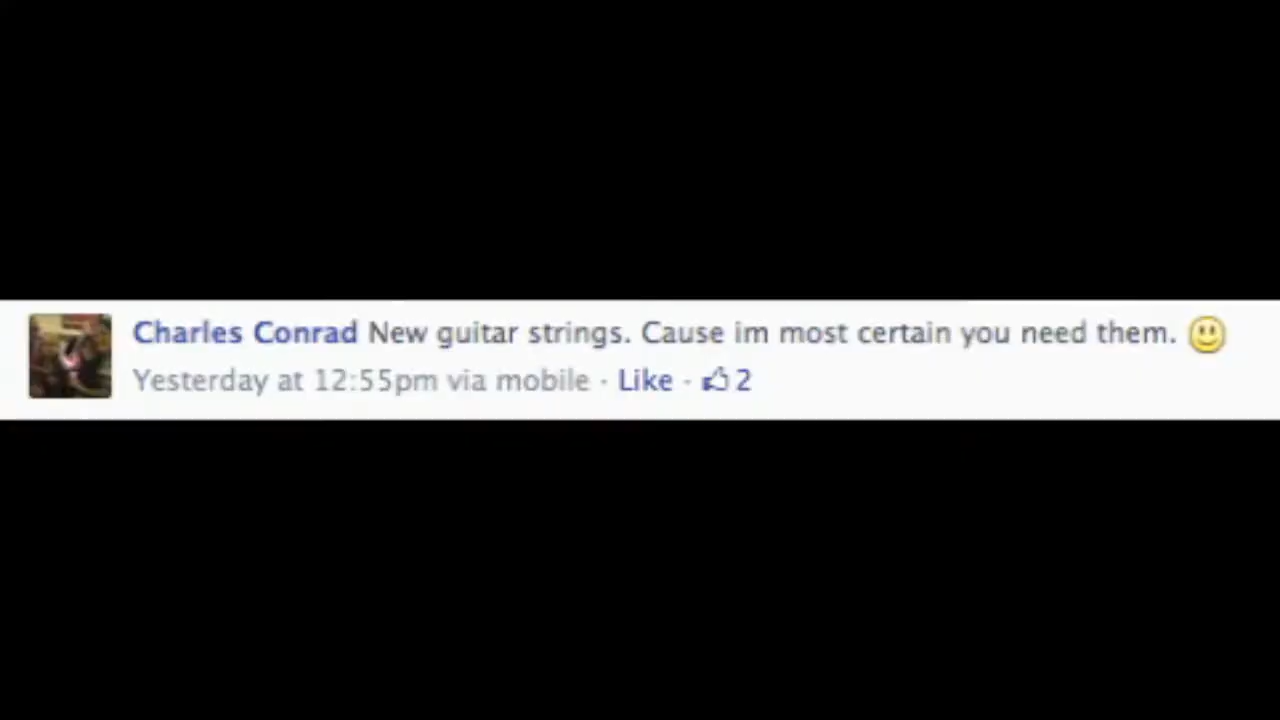 Charles Conrad New guitar strings. Cause im most certain you need them.
Yesterday at 12:55pm via mobile · Like · 2